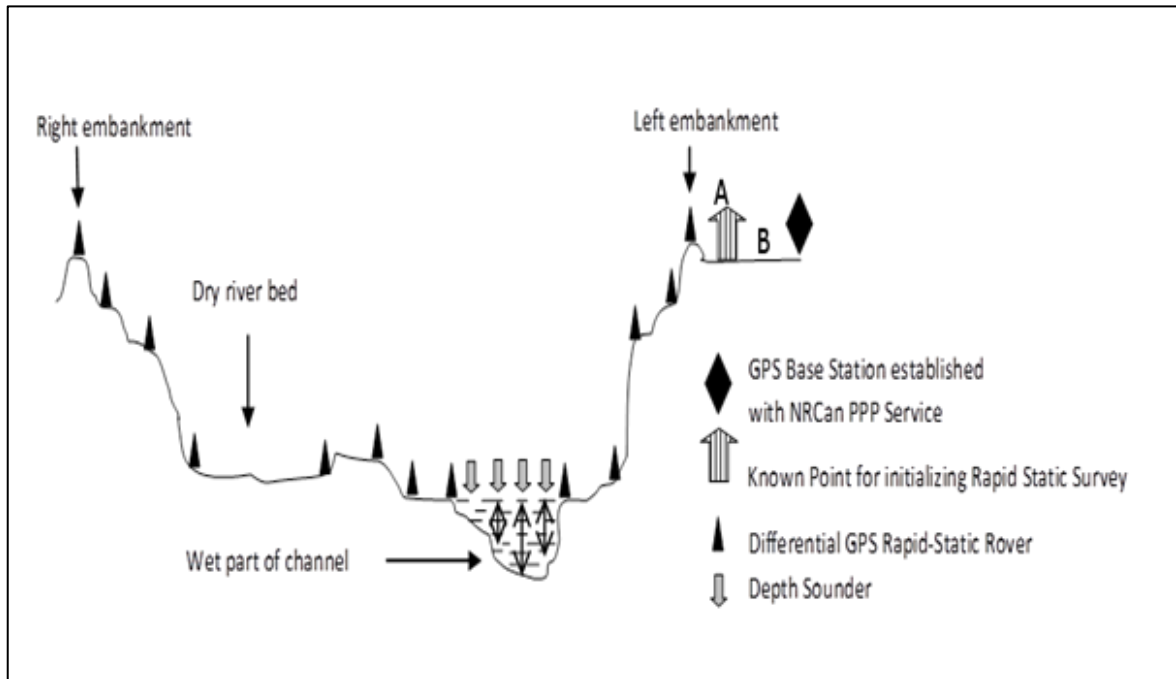 Right embankment
Left embankment
A
B
Dry river bed
GPS Base Station established
with NRCan PPP Service
Known Point for initializing Rapid Static Survey
Differential GPS Rapid-Static Rover
Wet part of channel
Depth Sounder